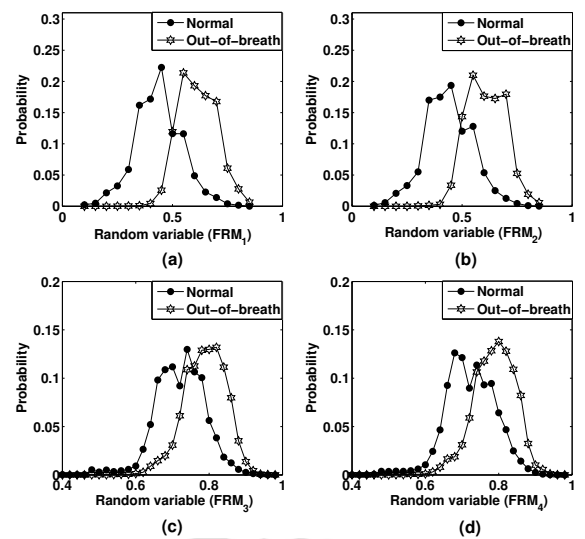 Normal
Out-of-breath
0.3
0.25
0.2
0.15
0.1
0.05
0
Probability
0 0.5 1
Random variable (FRM1)
(a)
Normal
Out-of-breath
0.3
0.25
0.2
0.15
0.1
0.05
0
Probability
0 0.5 1
Random variable (FRM2)
(b)
Normal
Out-of-breath
0.2
0.15
0.1
0.05
0
Probability
0.4 0.6 0.8 1
Random variable (FRM3)
(c)
Normal
Out-of-breath
0.2
0.15
0.1
0.05
0
Probability
0.4 0.6 0.8 1
Random variable (FRM4)
(d)